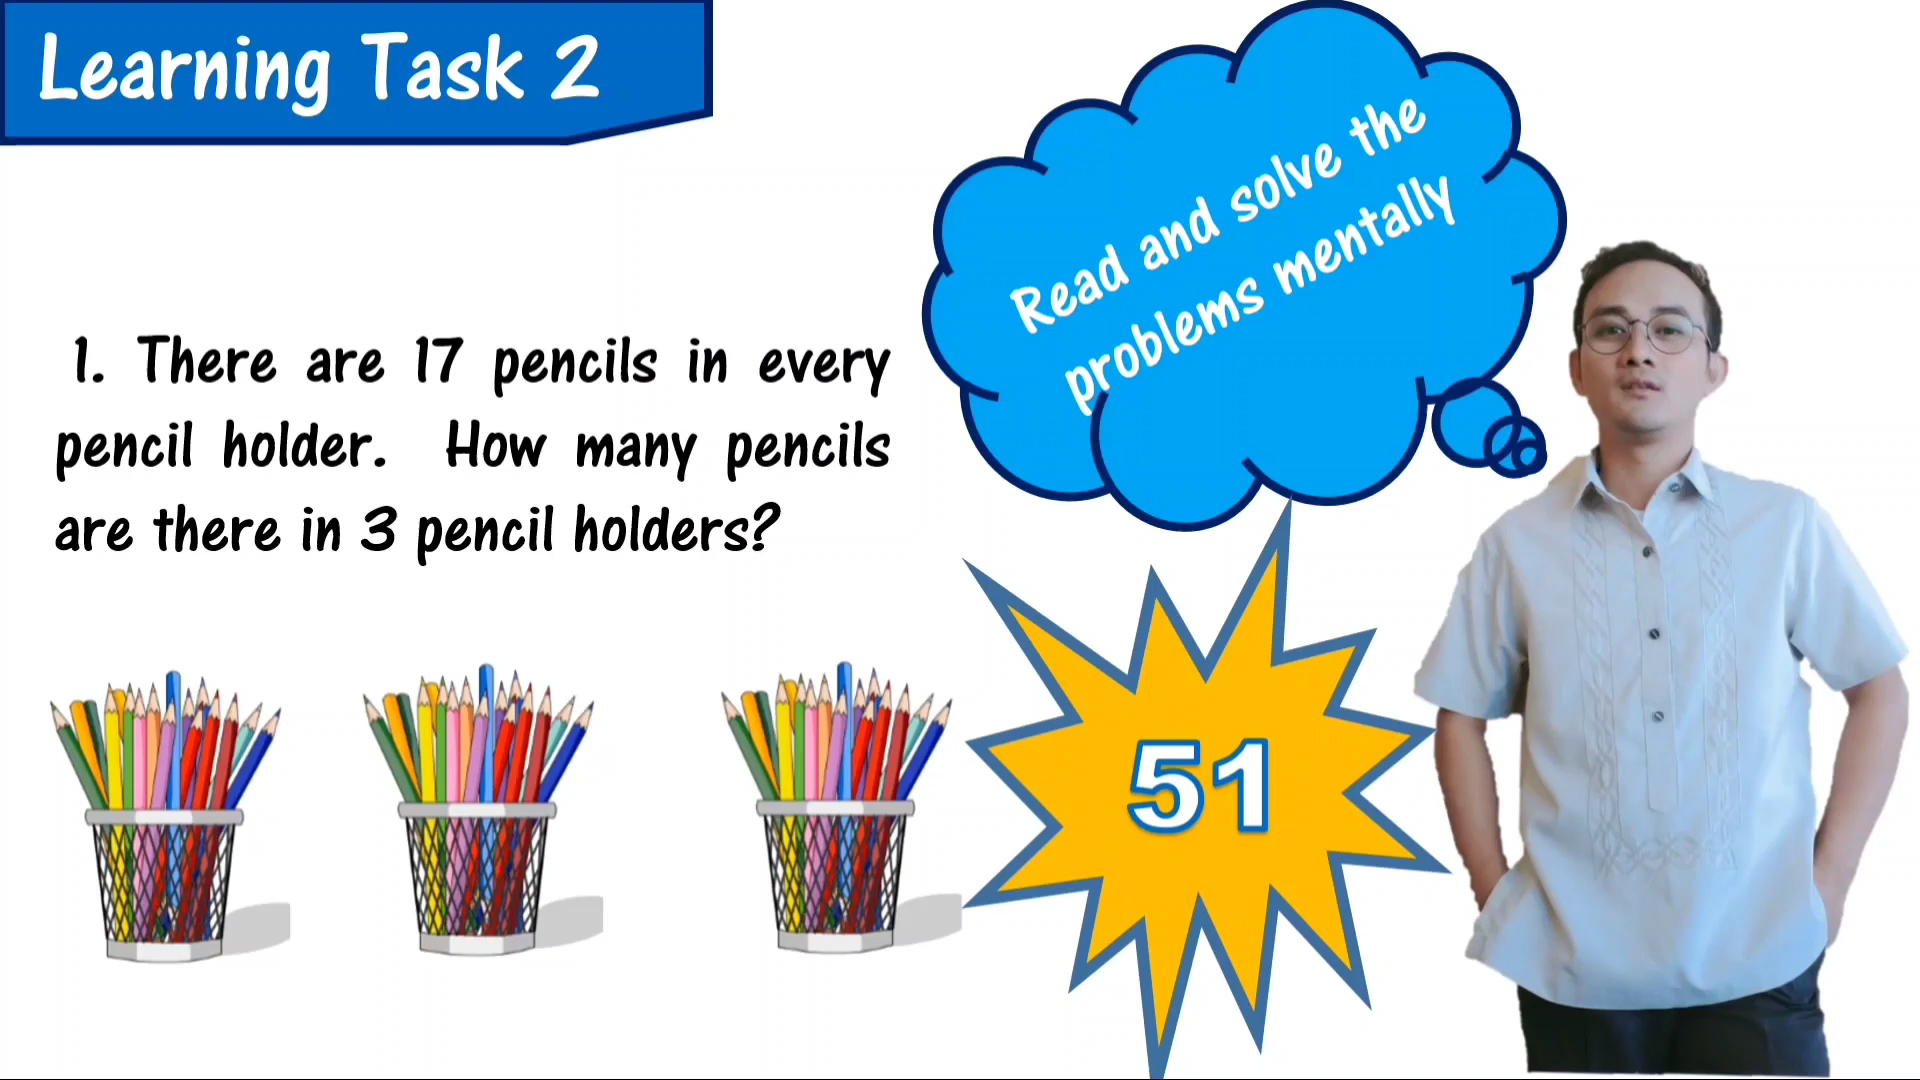 Learning Task 2
Read and solve the
problems mentally
1. There are 17 pencils in every
pencil holder. How many pencils
are there in 3 pencil holders?
51